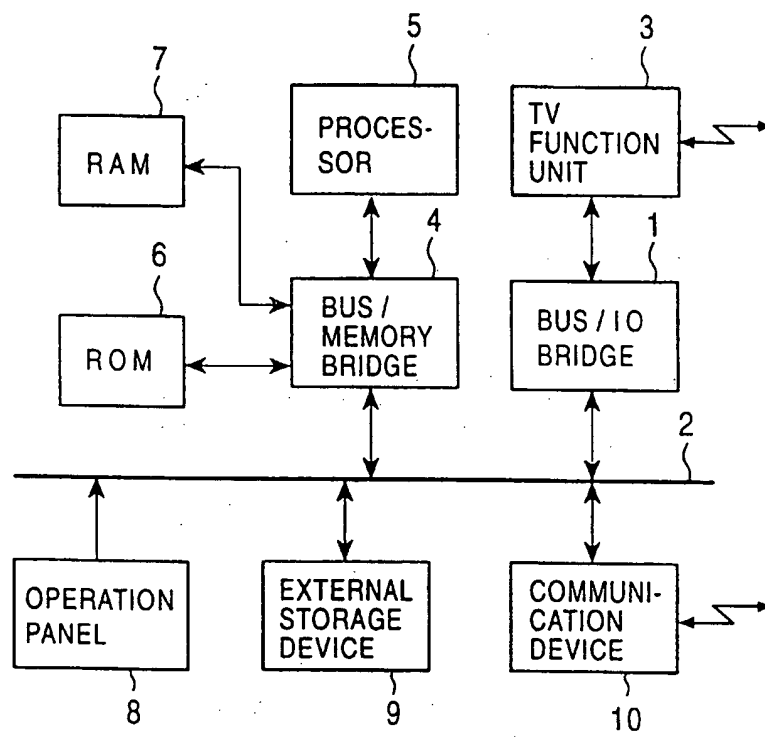 5
3
7
PROCES-
SOR
TV
FUNCTION
UNIT
RAM
4
1
6
BUS /
MEMORY
BRIDGE
BUS / IO
BRIDGE
ROM
2
OPERATION
PANEL
EXTERNAL
STORAGE
DEVICE
COMMUNI-
CATION
DEVICE
8
9
10